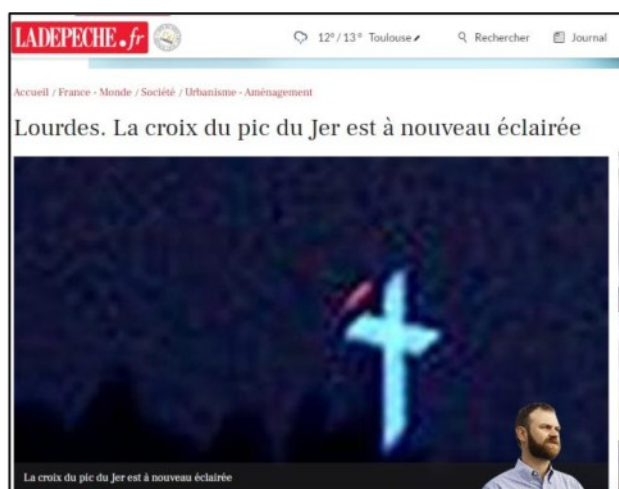 LADEPECHE.fr
12°/13° Toulouse
Rechercher
Journal
Accueil / France - Monde / Société / Urbanisme - Aménagement
Lourdes. La croix du pic du Jer est à nouveau éclairée
La croix du pic du Jer est à nouveau éclairée